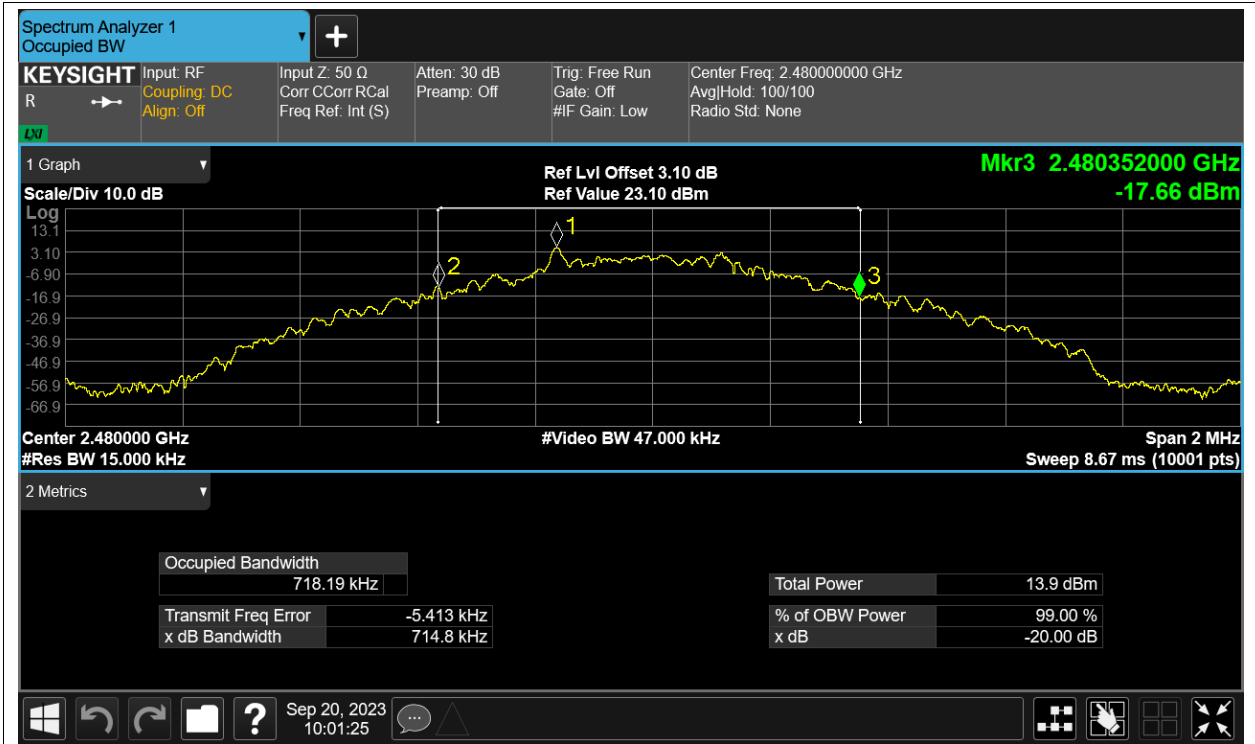 Spectrum Analyzer 1
Occupied BW
+
KEYSIGHT
R
LXI
Input: RF
Coupling: DC
Align: Off
Input Z: 50 Ω
Corr CCorr RCal
Freq Ref: Int (S)
Atten: 30 dB
Preamp: Off
Trig: Free Run
Gate: Off
#IF Gain: Low
Center Freq: 2.480000000 GHz
Avg|Hold: 100/100
Radio Std: None
1 Graph
Scale/Div 10.0 dB
Ref Lvl Offset 3.10 dB
Ref Value 23.10 dBm
Mkr3 2.480352000 GHz
-17.66 dBm
Log
13.1
3.10
-6.90
-16.9
-26.9
-36.9
-46.9
-56.9
-66.9
1
2
3
Center 2.480000 GHz
#Video BW 47.000 kHz
Span 2 MHz
#Res BW 15.000 kHz
Sweep 8.67 ms (10001 pts)
2 Metrics
Occupied Bandwidth
718.19 kHz
Transmit Freq Error -5.413 kHz
x dB Bandwidth 714.8 kHz
Total Power 13.9 dBm
% of OBW Power 99.00 %
x dB -20.00 dB
?
Sep 20, 2023
10:01:25